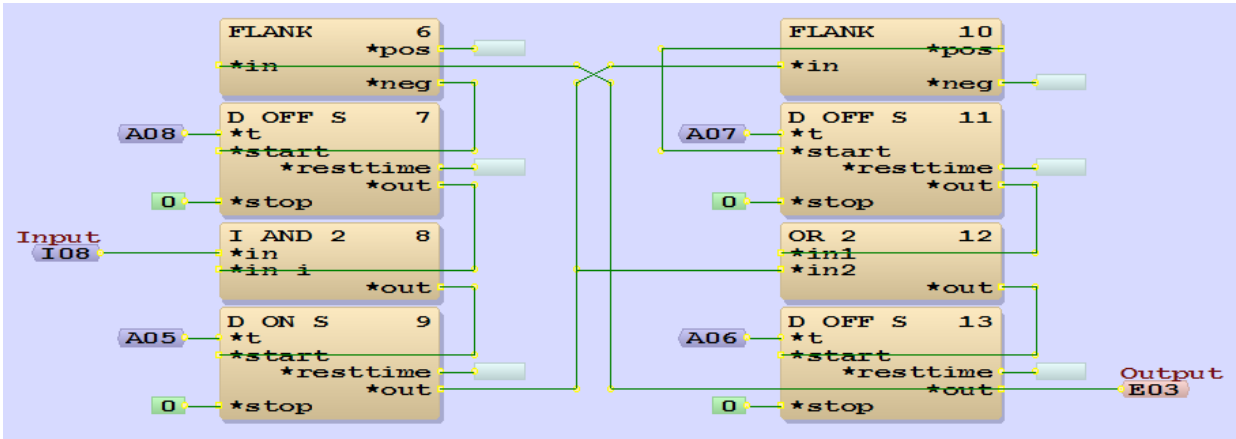 FLANK 6
*pos
*in
*neg
D OFF S 7
A08
*t
*start
*resttime
*out
0
*stop
Input
I08
I AND 2 8
*in
*in i
*out
D ON S 9
A05
*t
*start
*resttime
*out
0
*stop
FLANK 10
*pos
*in
*neg
D OFF S 11
A07
*t
*start
*resttime
*out
0
*stop
OR 2 12
*in1
*in2
*out
D OFF S 13
A06
*t
*start
*resttime
*out
0
*stop
Output
E03